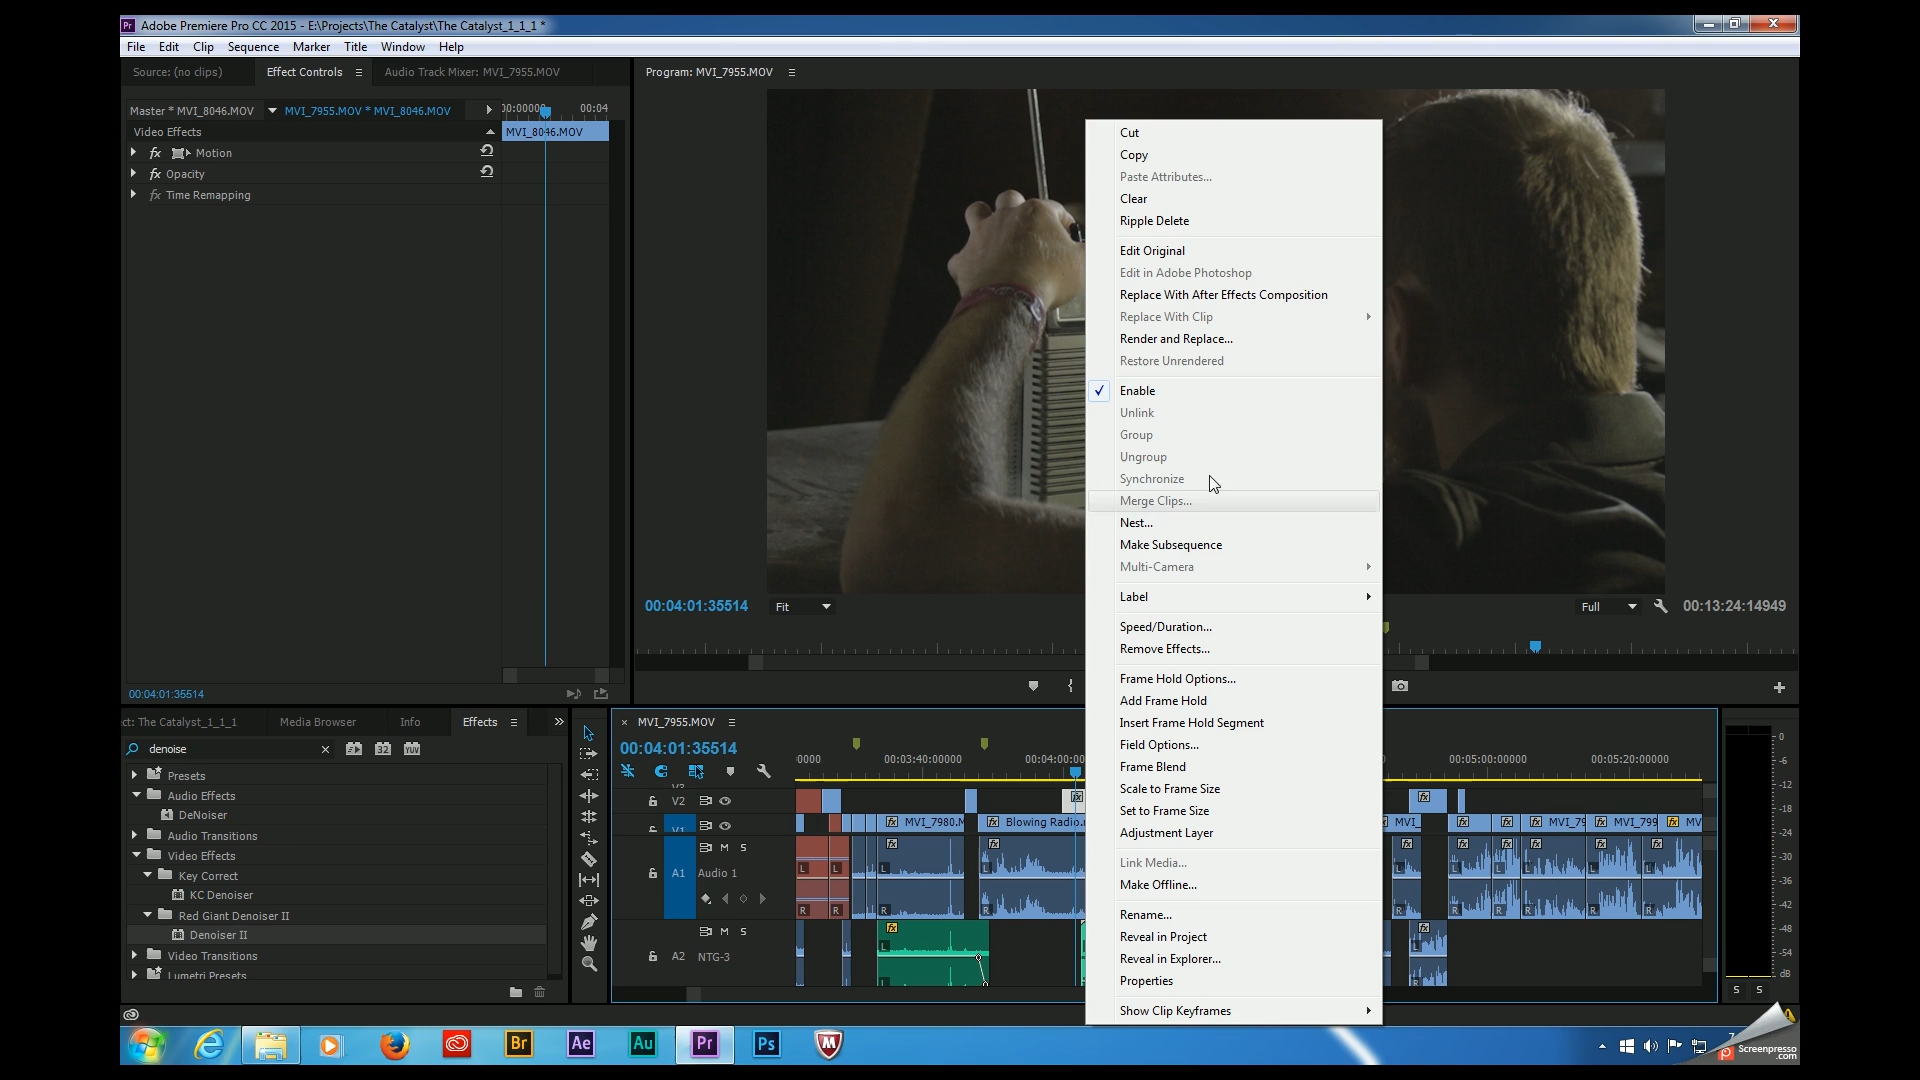 Adobe Premiere Pro CC 2015 - E:\Projects\The Catalyst\The Catalyst_1_1_1 *
File Edit Clip Sequence Marker Title Window Help
Source: (no clips) Effect Controls Audio Track Mixer: MVI_7955.MOV
Program: MVI_7955.MOV
Master * MVI_8046.MOV MVI_7955.MOV * MVI_8046.MOV
00:04
Video Effects
MVI_8046.MOV
fx Motion
fx Opacity
fx Time Remapping
00:04:01:35514
Cut
Copy
Paste Attributes...
Clear
Ripple Delete
Edit Original
Edit in Adobe Photoshop
Replace With After Effects Composition
Replace With Clip
Render and Replace...
Restore Unrendered
Enable
Unlink
Group
Ungroup
Synchronize
Merge Clips...
Nest...
Make Subsequence
Multi-Camera
Label
Speed/Duration...
Remove Effects...
Frame Hold Options...
Add Frame Hold
Insert Frame Hold Segment
Field Options...
Frame Blend
Scale to Frame Size
Set to Frame Size
Adjustment Layer
Link Media...
Make Offline...
Rename...
Reveal in Project
Reveal in Explorer...
Properties
Show Clip Keyframes
00:04:01:35514 Fit
Full 00:13:24:14949
ct: The Catalyst_1_1_1 Media Browser Info Effects
denoise
32 YUV
Presets
Audio Effects
DeNoiser
Audio Transitions
Video Effects
Key Correct
KC Denoiser
Red Giant Denoiser II
Denoiser II
Video Transitions
Lumetri Presets
MVI_7955.MOV
00:04:01:35514
0000 00:03:40:00000 00:04:00:00 00:05:00:00000 00:05:20:00000
V2
V1
MVI_7980.M Blowing Radio.m MVI_ MVI_79 MVI_799 MV
M S
A1 Audio 1
L L L L L L L L L
R R R R R R R R R
M S
A2 NTG-3
0
-6
-12
-18
-24
-30
-36
-42
-48
-54
dB
S S
Br Ae Au Pr Ps
Screenpresso
.com